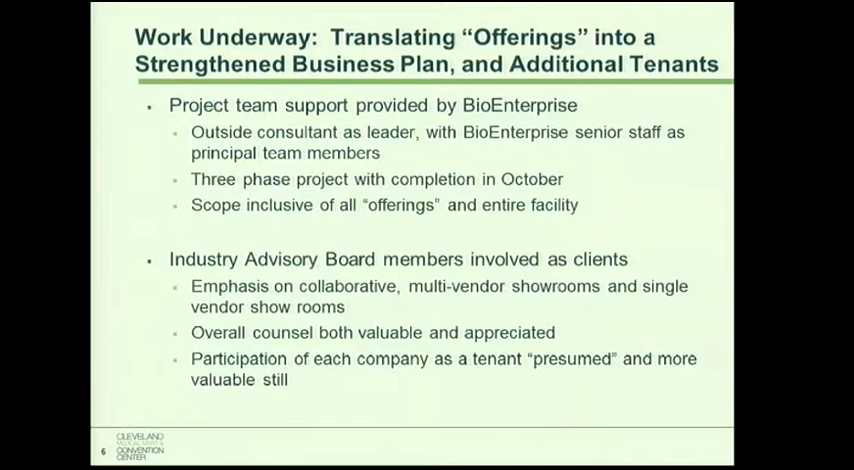 Work Underway: Translating “Offerings” into a
Strengthened Business Plan, and Additional Tenants
▪ Project team support provided by BioEnterprise
▪ Outside consultant as leader, with BioEnterprise senior staff as
principal team members
▪ Three phase project with completion in October
▪ Scope inclusive of all “offerings” and entire facility
▪ Industry Advisory Board members involved as clients
▪ Emphasis on collaborative, multi-vendor showrooms and single
vendor show rooms
▪ Overall counsel both valuable and appreciated
▪ Participation of each company as a tenant “presumed” and more
valuable still
6
CLEVELAND
MEDICAL MART &
CONVENTION
CENTER